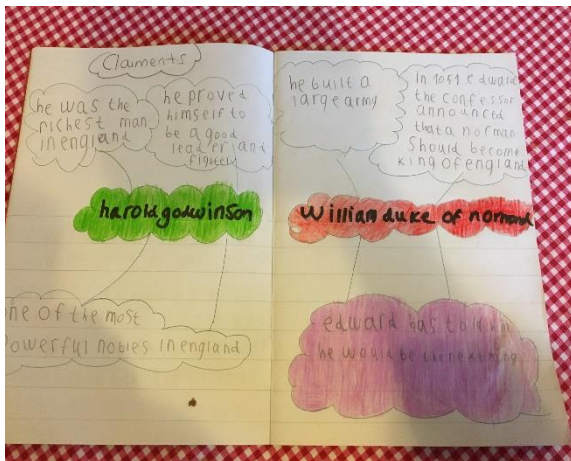 Claments
he was the
richest man
in england
he proved
himself to
be a good
leader and
fighter
harold godwinson
one of the most
powerful nobles in england
he built a
large army
In 1051 edward
the confessor
announced
that a norman
should become
king of england
William duke of normand
edward has told him
he would be the next king